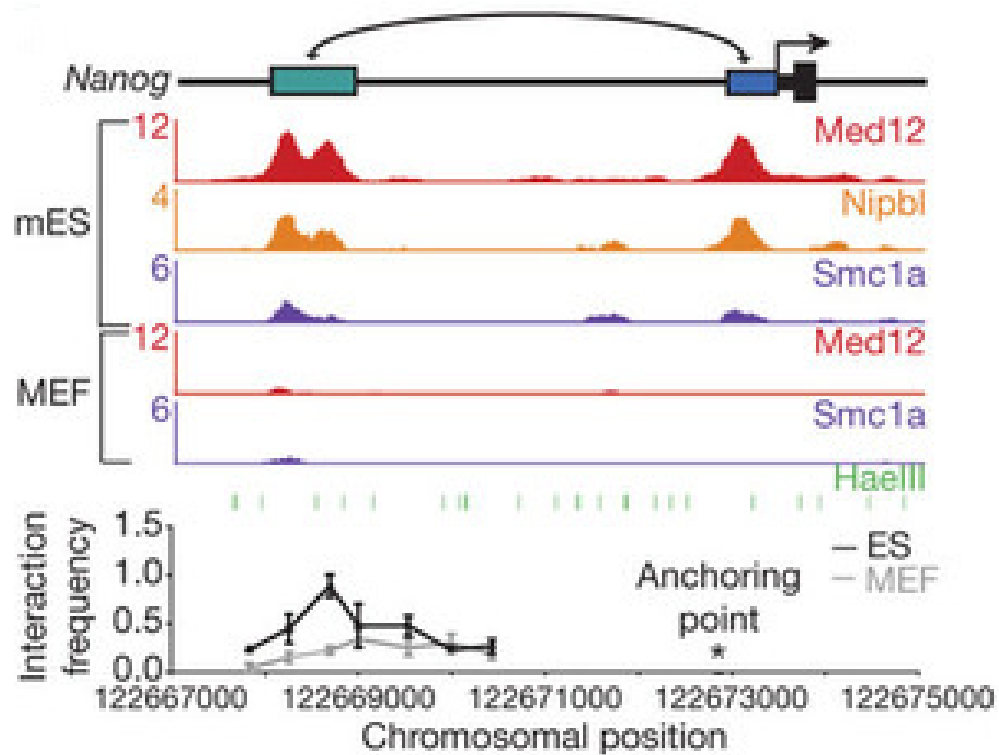 Nanog
12
Med12
4
Nipbl
mES
6
Smc1a
12
Med12
MEF
6
Smc1a
HaeIII
Interaction
frequency
1.5
1.0
0.5
0.0
ES
MEF
Anchoring
point
*
122667000 122669000 122671000 122673000 122675000
Chromosomal position